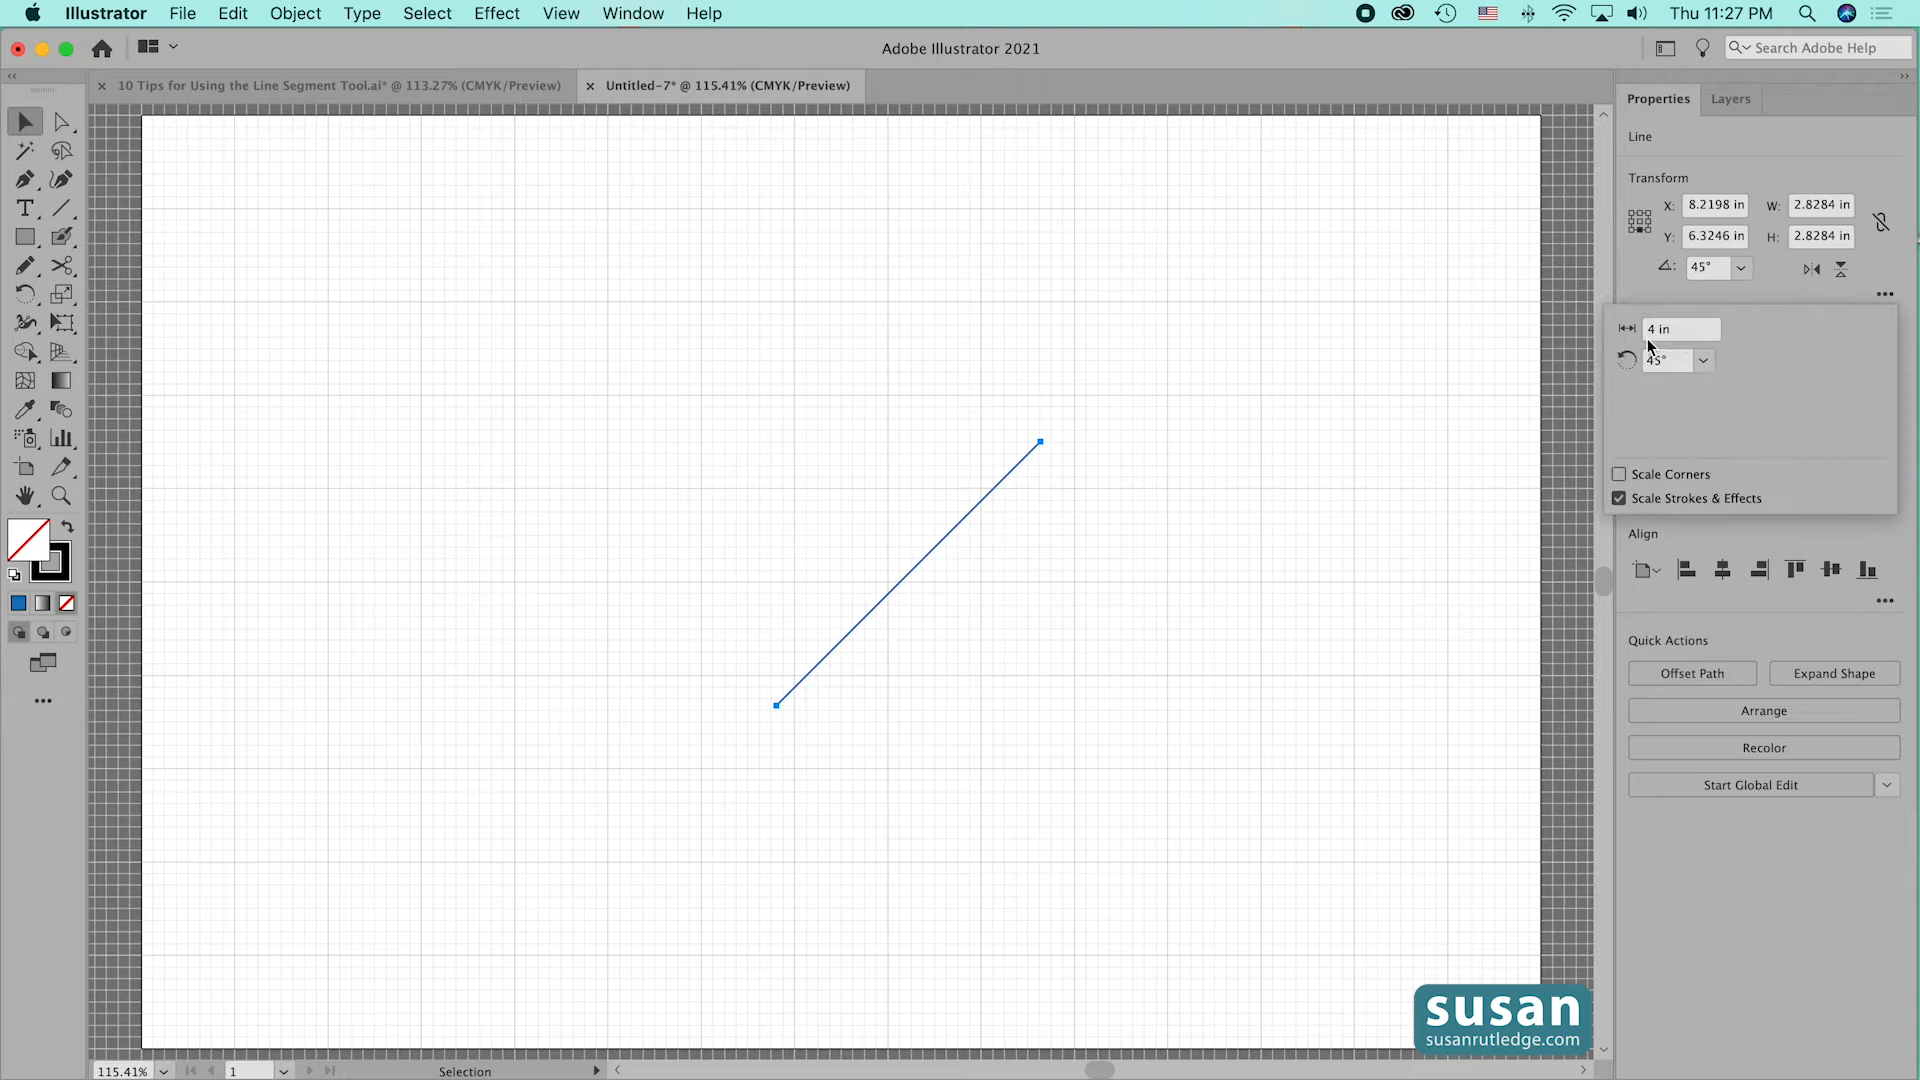 Illustrator File Edit Object Type Select Effect View Window Help Thu 11:27 PM
Adobe Illustrator 2021
Search Adobe Help
10 Tips for Using the Line Segment Tool.ai* @ 113.27% (CMYK/Preview)
Untitled-7* @ 115.41% (CMYK/Preview)
Properties Layers
Line
Transform
X: 8.2198 in W: 2.8284 in
Y: 6.3246 in H: 2.8284 in
45°
4 in
45°
Scale Corners
Scale Strokes & Effects
Align
Quick Actions
Offset Path Expand Shape
Arrange
Recolor
Start Global Edit
susan
susanrutledge.com
115.41% 1 Selection